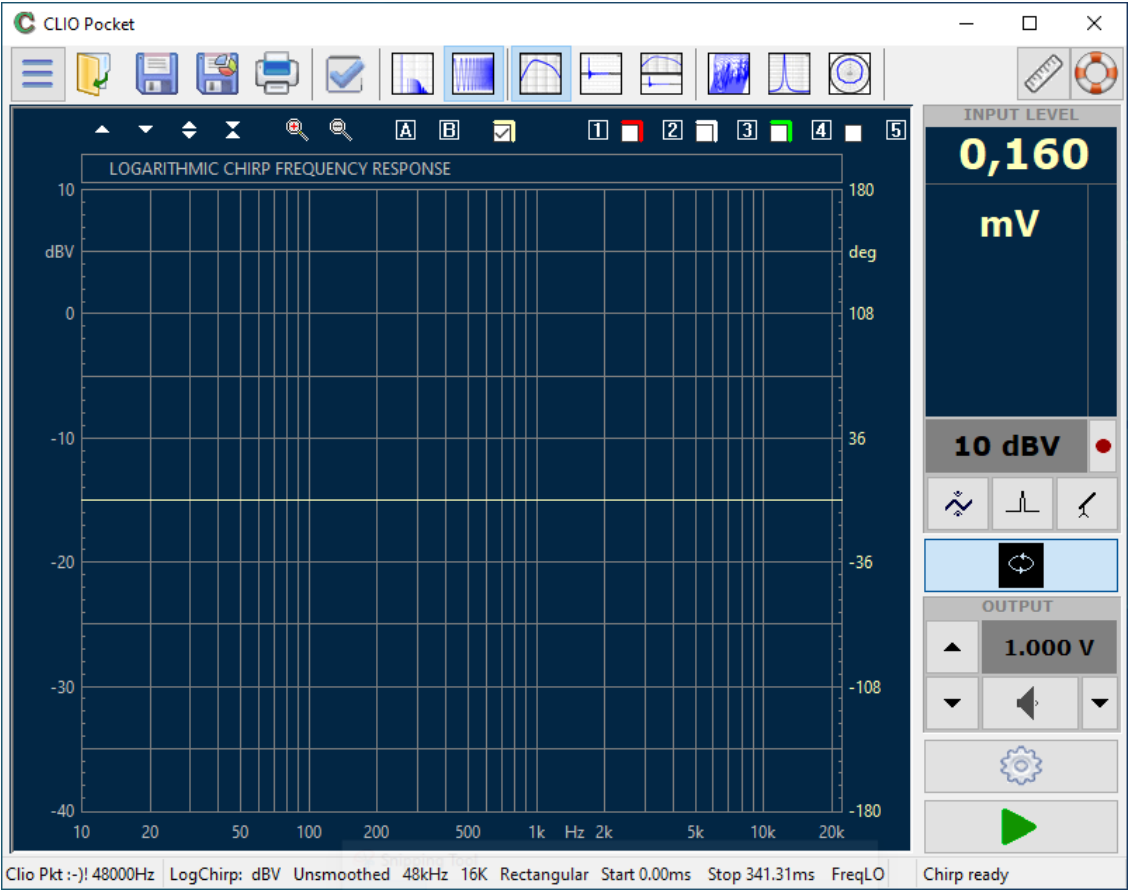 CLIO Pocket
A B 1 2 3 4 5
LOGARITHMIC CHIRP FREQUENCY RESPONSE
10 180
dBV deg
0 108
-10 36
-20 -36
-30 -108
-40 -180
10 20 50 100 200 500 1k Hz 2k 5k 10k 20k
INPUT LEVEL
0,160
mV
10 dBV
OUTPUT
1.000 V
Snipping Tool
Clio Pkt :-)! 48000Hz LogChirp: dBV Unsmoothed 48kHz 16K Rectangular Start 0.00ms Stop 341.31ms FreqLO Chirp ready